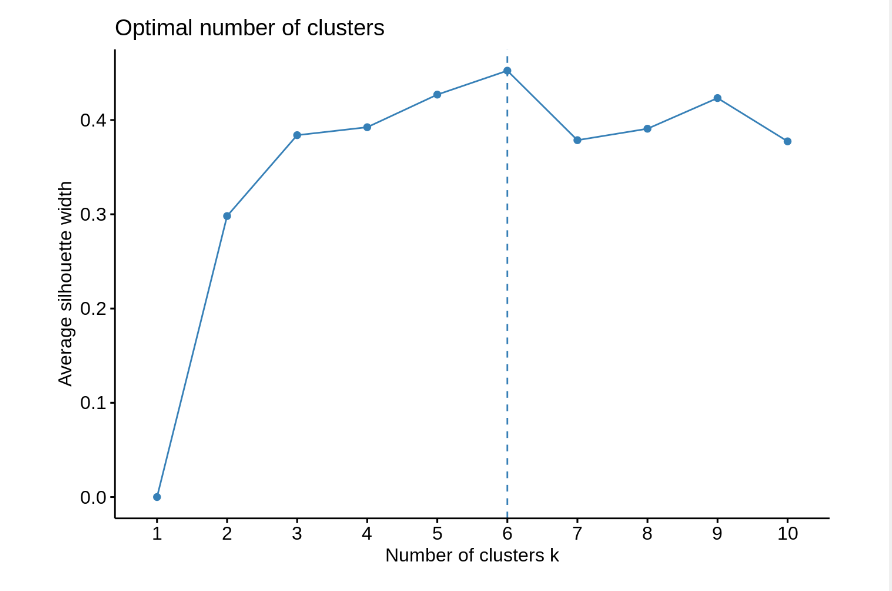 Optimal number of clusters
Average silhouette width
0.4
0.3
0.2
0.1
0.0
1 2 3 4 5 6 7 8 9 10
Number of clusters k